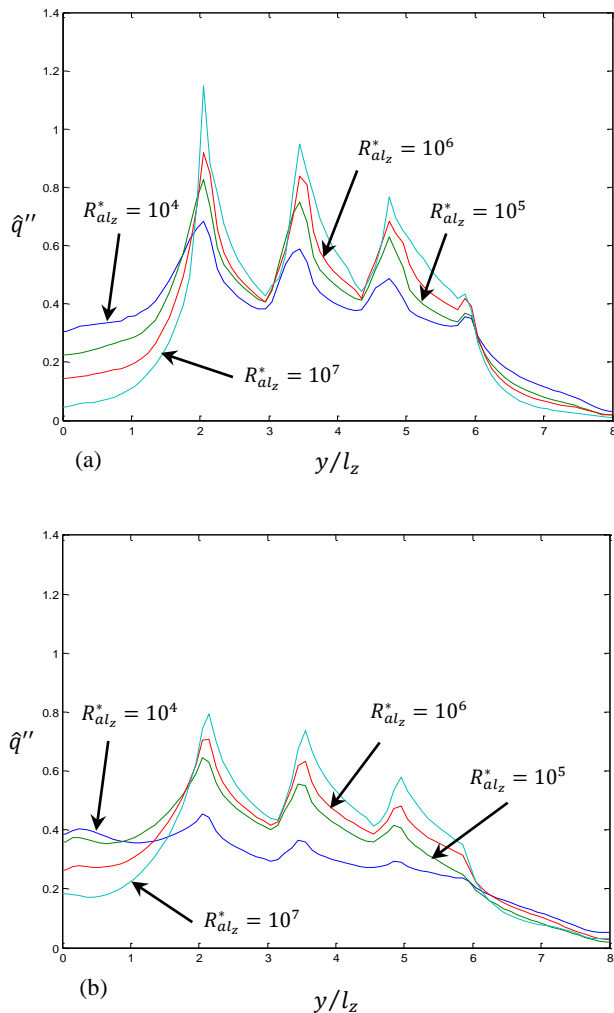 1.4
1.2
1
0.8
0.6
0.4
0.2
0
q̂′′
R*_{al_z} = 10^6
R*_{al_z} = 10^4
R*_{al_z} = 10^5
R*_{al_z} = 10^7
0 1 2 3 4 5 6 7 8
(a) y/l_z
1.4
1.2
1
0.8
0.6
0.4
0.2
0
q̂′′
R*_{al_z} = 10^4
R*_{al_z} = 10^6
R*_{al_z} = 10^5
R*_{al_z} = 10^7
0 1 2 3 4 5 6 7 8
(b) y/l_z